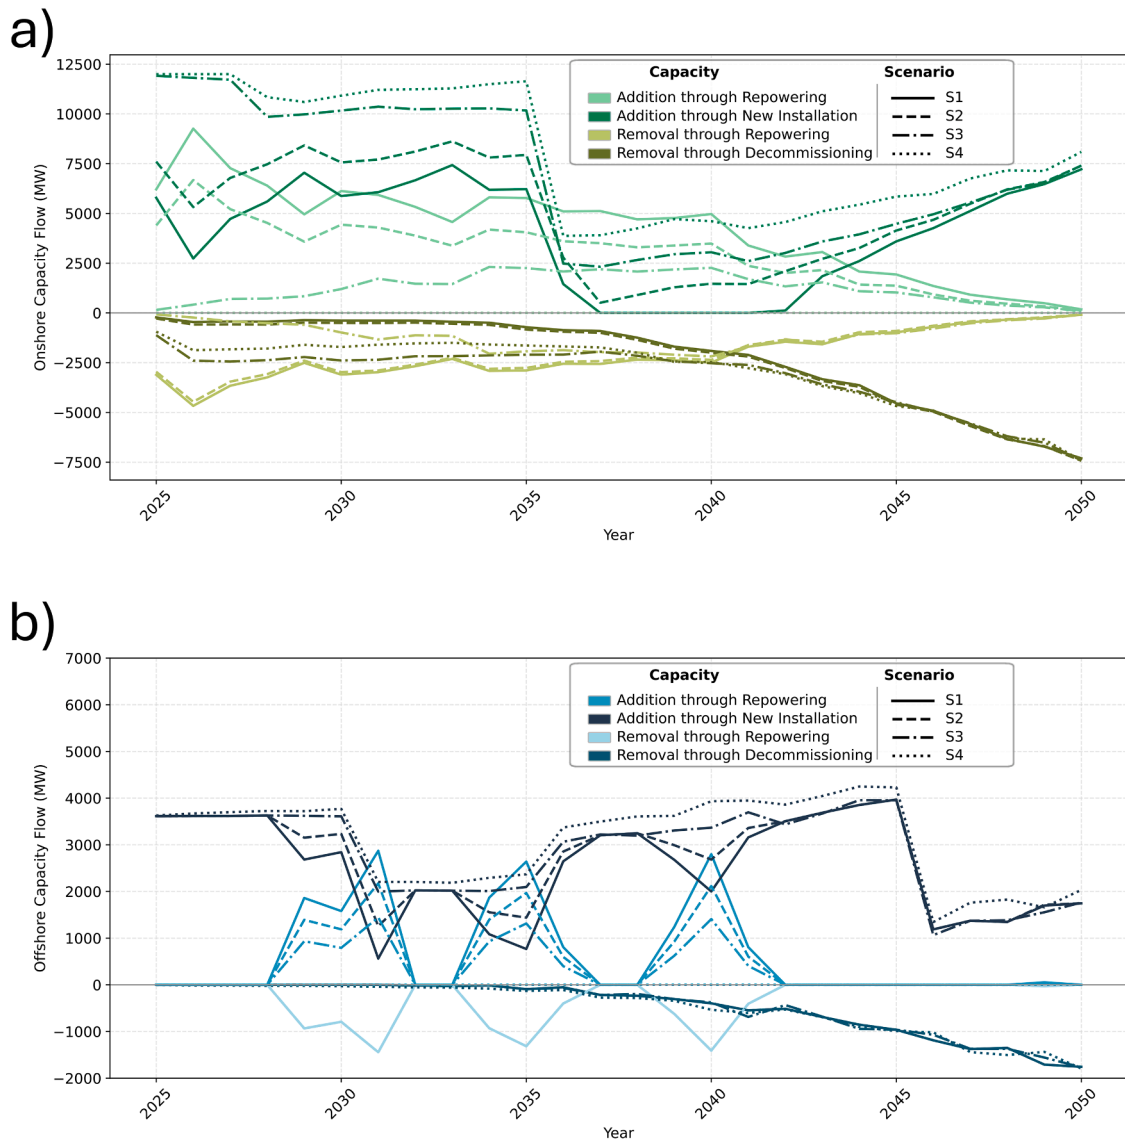 a)
12500
10000
7500
5000
2500
0
−2500
−5000
−7500
Onshore Capacity Flow (MW)
Capacity
Scenario
Addition through Repowering
Addition through New Installation
Removal through Repowering
Removal through Decommissioning
S1
S2
S3
S4
2025
2030
2035
2040
2045
2050
Year
b)
7000
6000
5000
4000
3000
2000
1000
0
−1000
−2000
Offshore Capacity Flow (MW)
Capacity
Scenario
Addition through Repowering
Addition through New Installation
Removal through Repowering
Removal through Decommissioning
S1
S2
S3
S4
2025
2030
2035
2040
2045
2050
Year